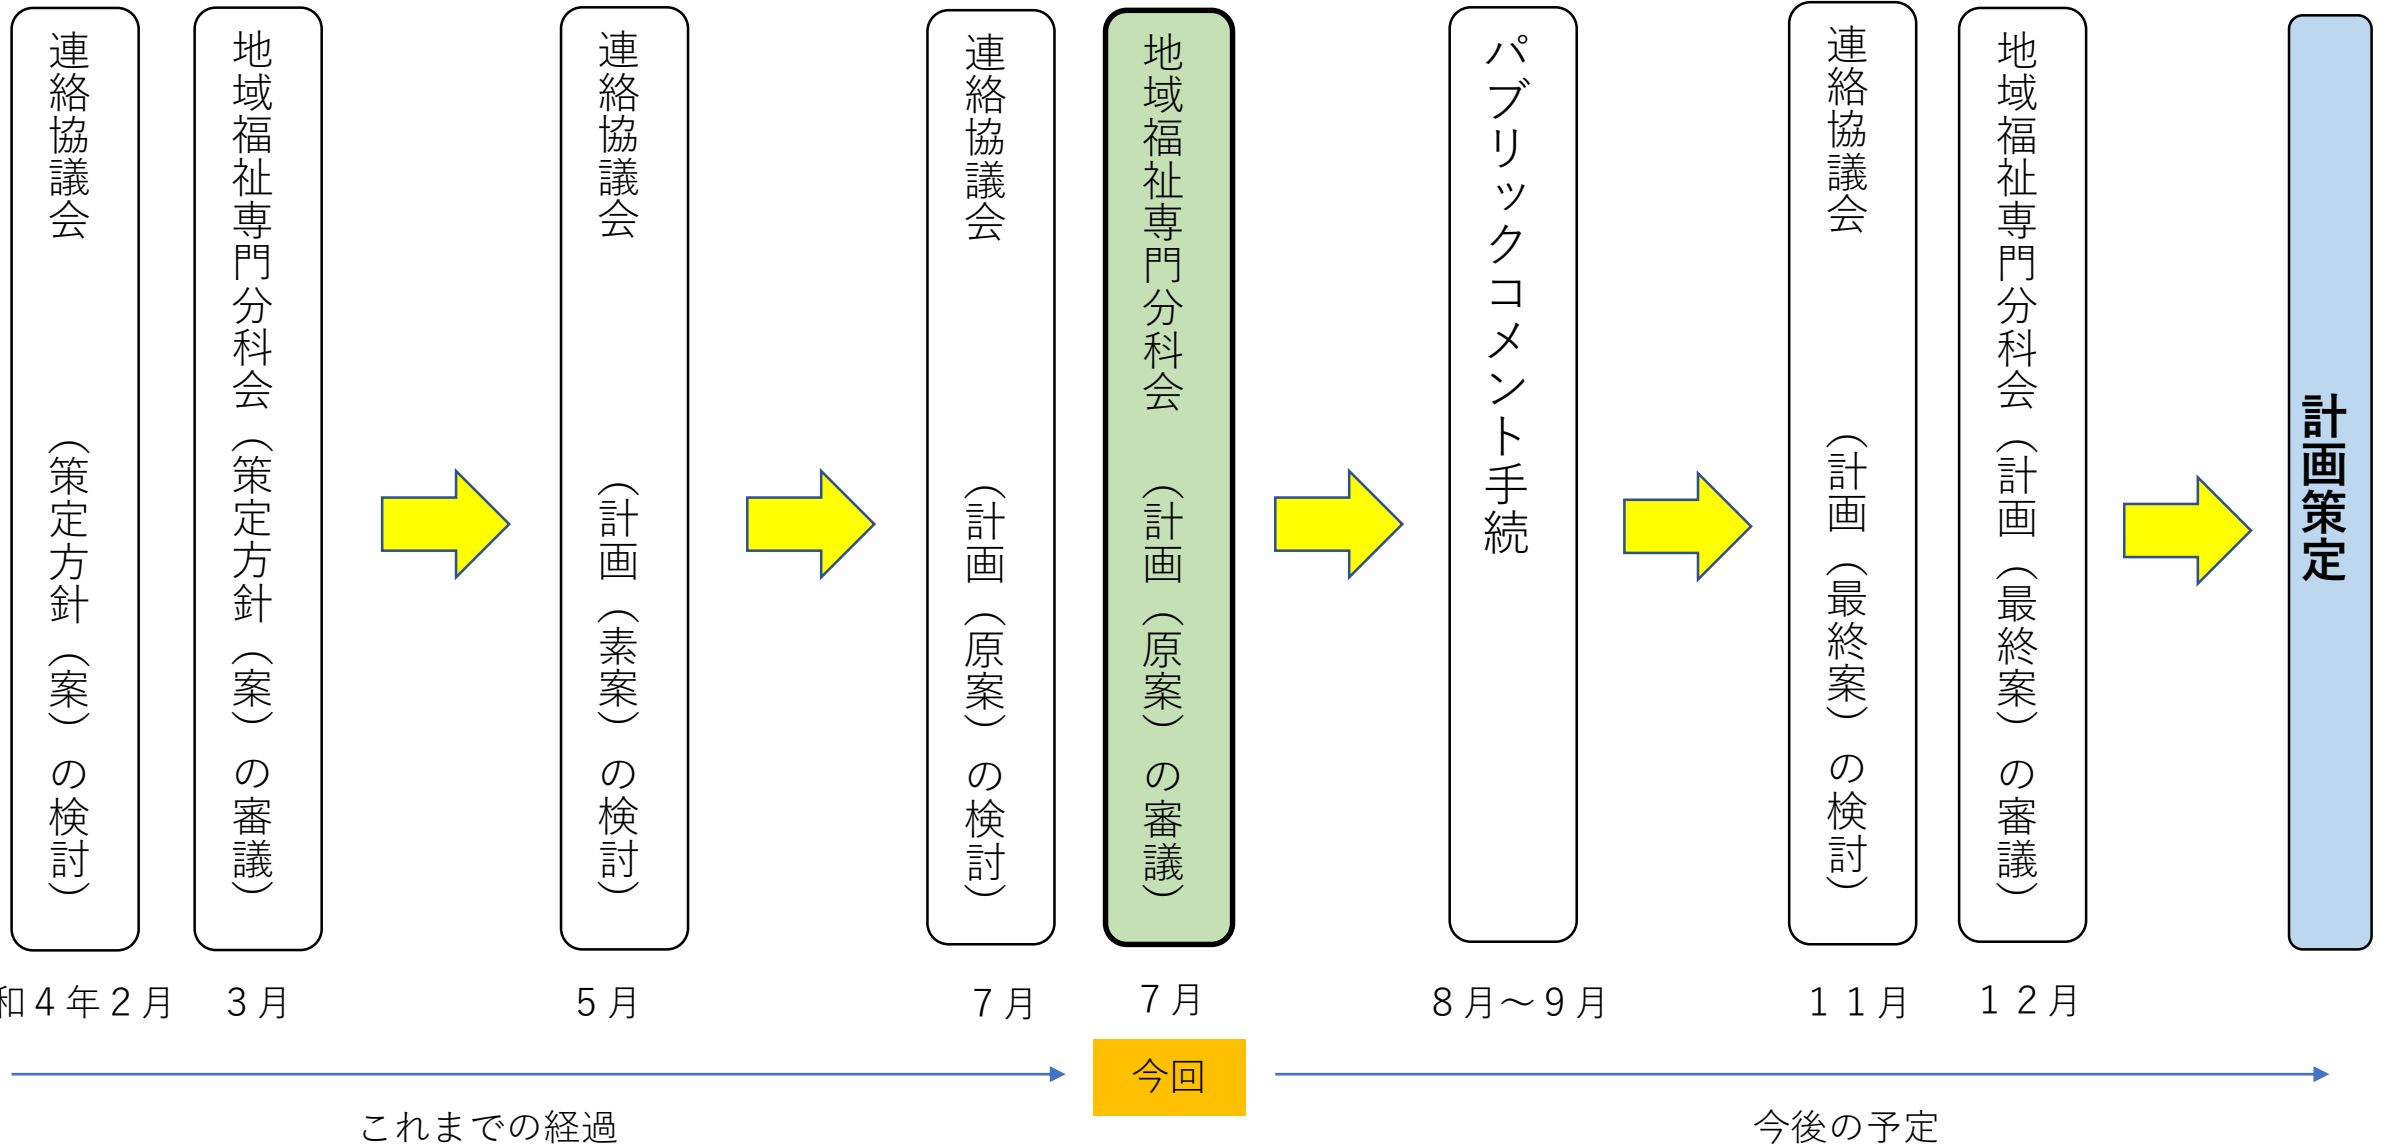 連絡協議会　　　　（策定方針（案）の検討）
地域福祉専門分科会（策定方針（案）の審議）
連絡協議会　　　　　（計画（素案）の検討）
連絡協議会　　　　　（計画（原案）の検討）
地域福祉専門分科会　（計画（原案）の審議）
パブリックコメント手続
連絡協議会　　　　（計画（最終案）の検討）
地域福祉専門分科会（計画（最終案）の審議）
計画策定
和４年２月
３月
５月
７月
７月
８月～９月
１１月
１２月
今回
これまでの経過
今後の予定